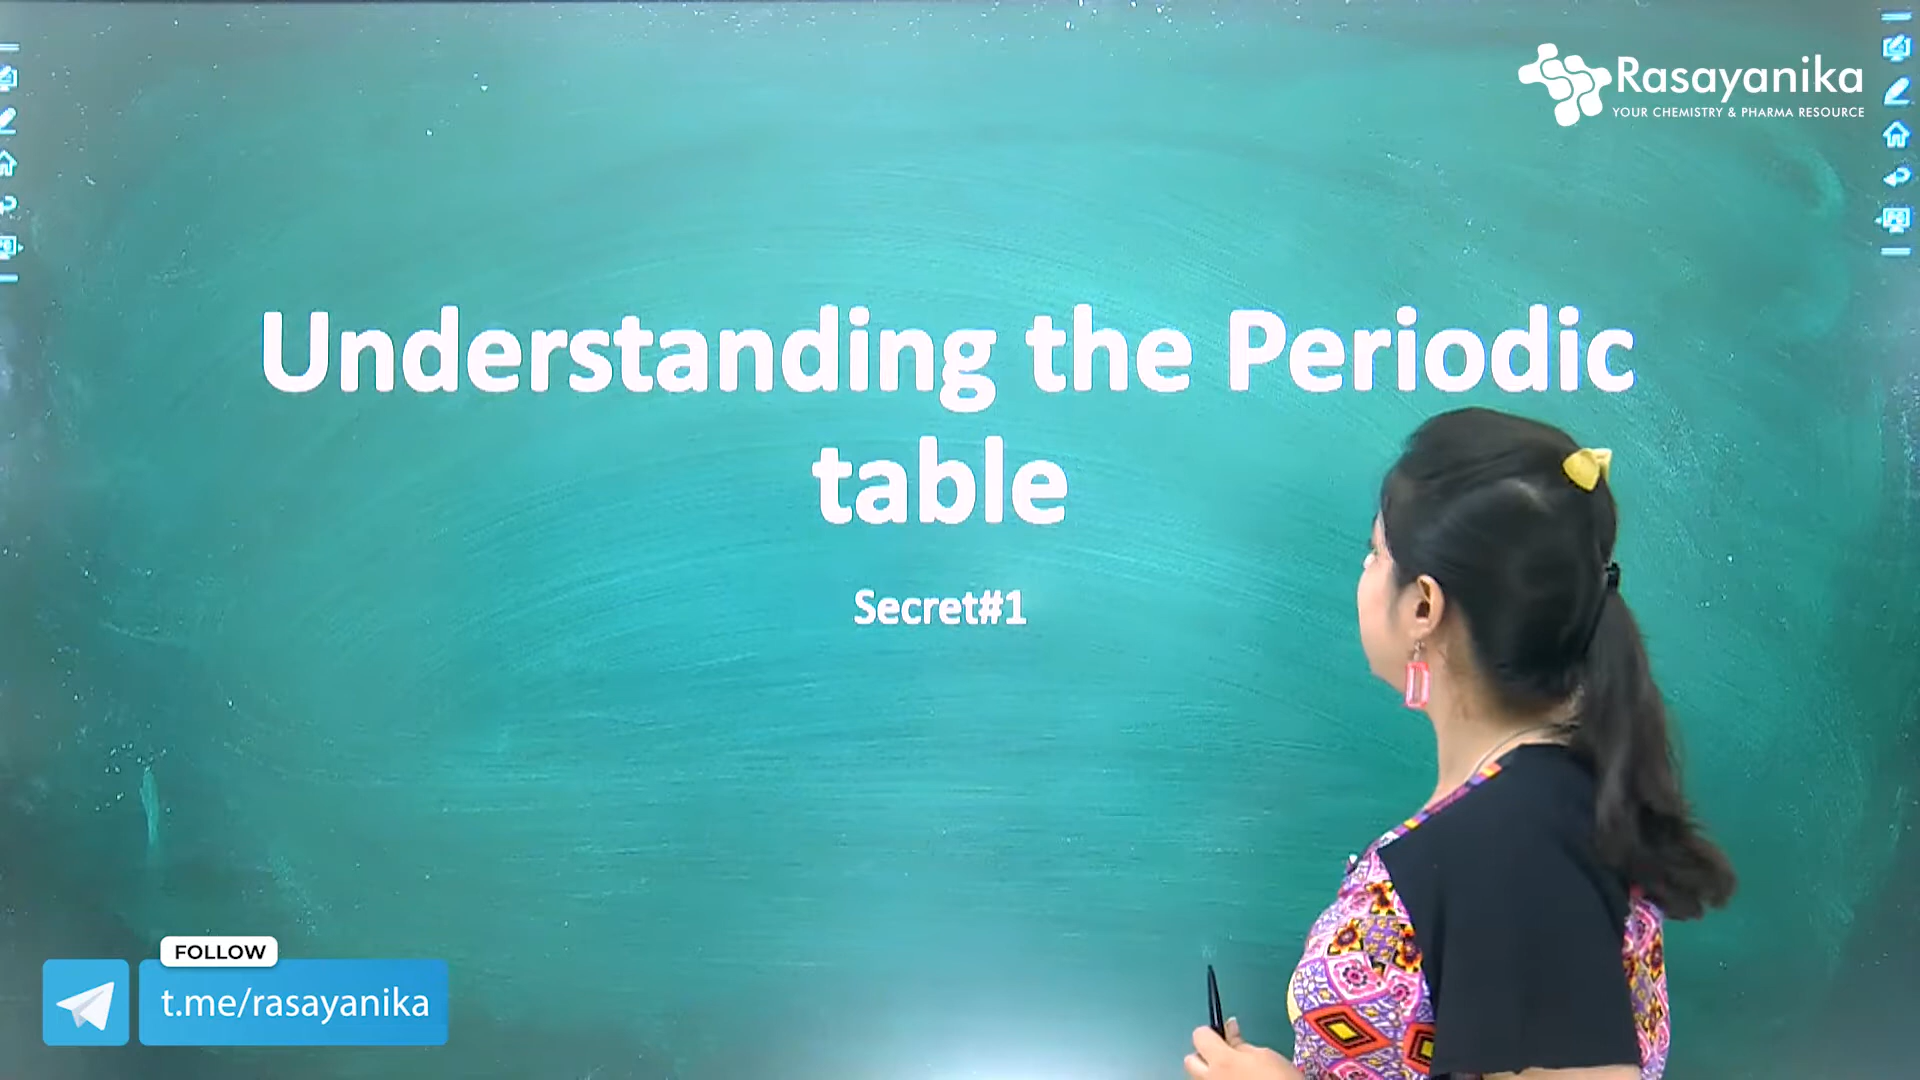 Rasayanika
YOUR CHEMISTRY & PHARMA RESOURCE
Understanding the Periodic
table
Secret#1
FOLLOW
t.me/rasayanika